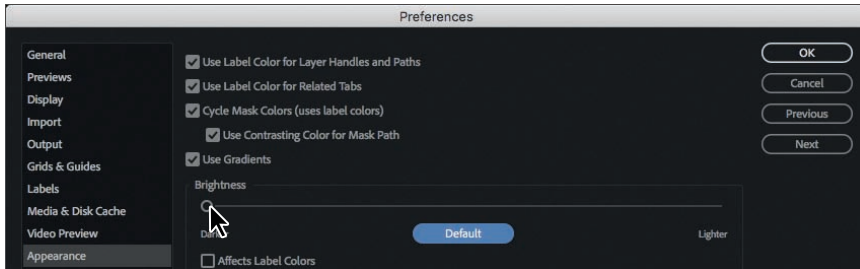 Preferences
General
Previews
Display
Import
Output
Grids & Guides
Labels
Media & Disk Cache
Video Preview
Appearance
Use Label Color for Layer Handles and Paths
Use Label Color for Related Tabs
Cycle Mask Colors (uses label colors)
Use Contrasting Color for Mask Path
Use Gradients
Brightness
Default
Lighter
Affects Label Colors
OK
Cancel
Previous
Next